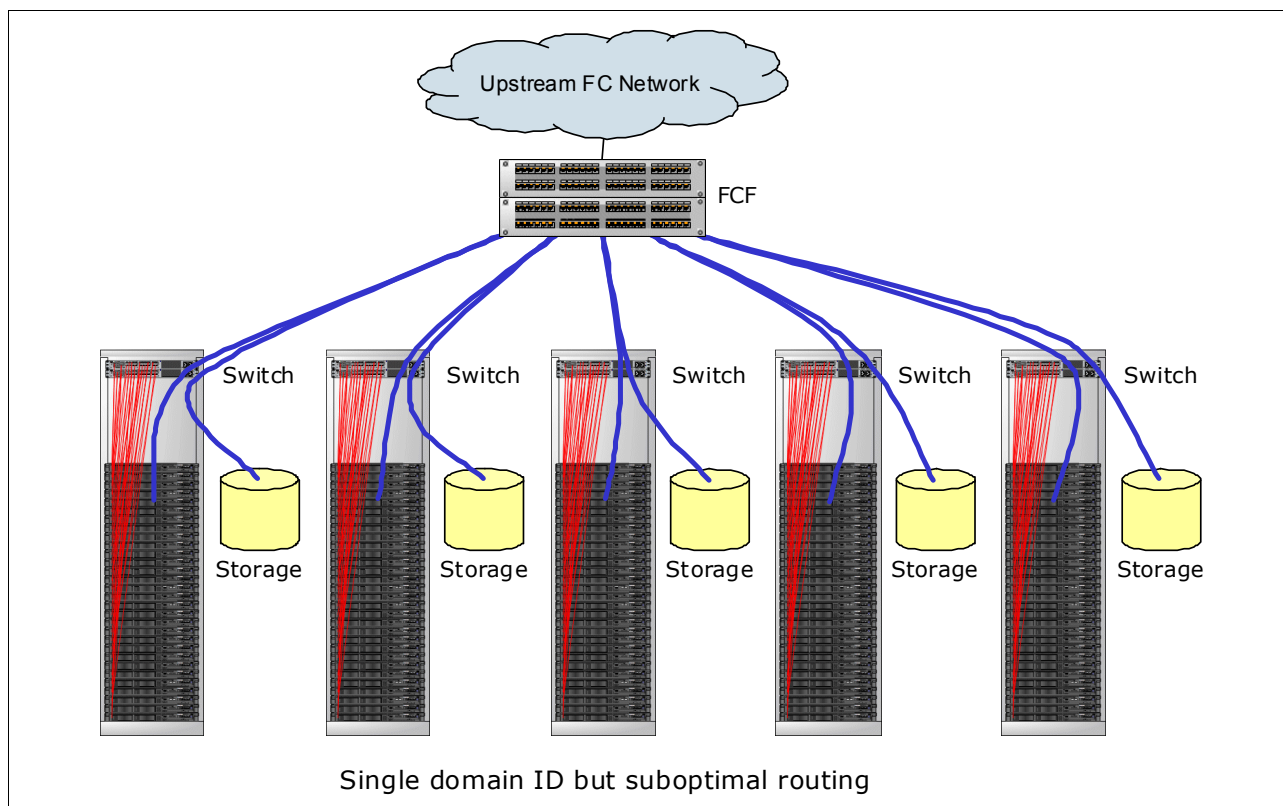 Upstream FC Network
FCF
Switch
Switch
Switch
Switch
Switch
Storage
Storage
Storage
Storage
Storage
Single domain ID but suboptimal routing